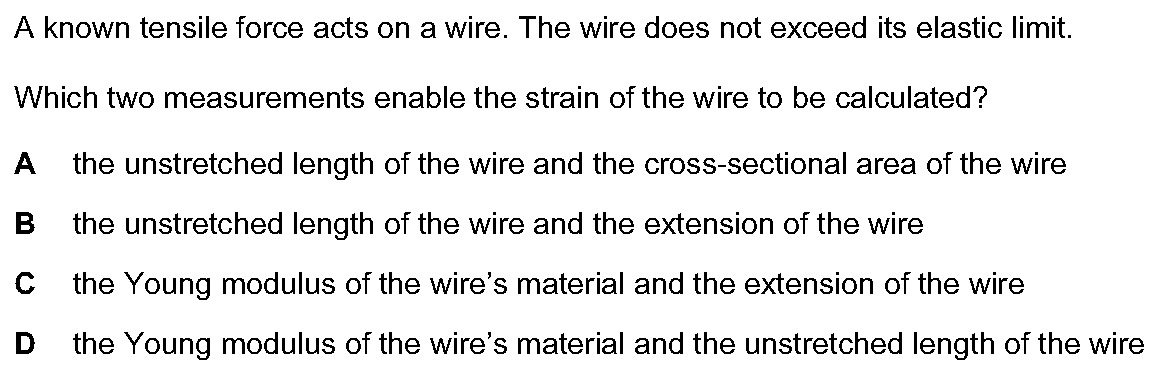 A known tensile force acts on a wire. The wire does not exceed its elastic limit.
Which two measurements enable the strain of the wire to be calculated?
A the unstretched length of the wire and the cross-sectional area of the wire
B the unstretched length of the wire and the extension of the wire
C the Young modulus of the wire’s material and the extension of the wire
D the Young modulus of the wire’s material and the unstretched length of the wire